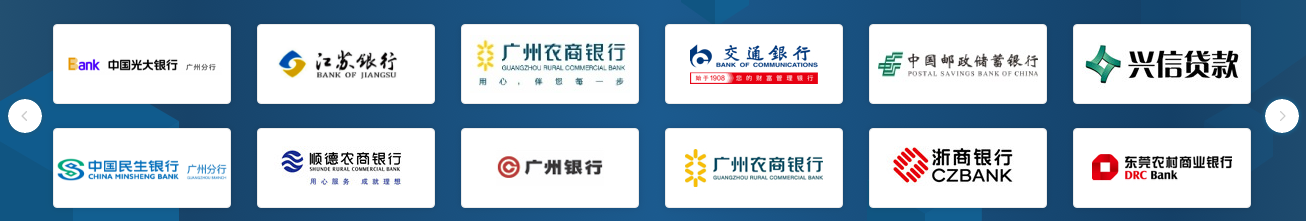 Bank 中国光大银行 广州分行
江苏银行
BANK OF JIANGSU
广州农商银行
GUANGZHOU RURAL COMMERCIAL BANK
用心,伴您每一步
交通银行
BANK OF COMMUNICATIONS
始于1908 您的财富管理银行
中国邮政储蓄银行
POSTAL SAVINGS BANK OF CHINA
兴信贷款
中国民生银行 广州分行
CHINA MINSHENG BANK
顺德农商银行
SHUNDE RURAL COMMERCIAL BANK
用心服务 成就理想
广州银行
广州农商银行
GUANGZHOU RURAL COMMERCIAL BANK
浙商银行
CZBANK
东莞农村商业银行
DRC Bank